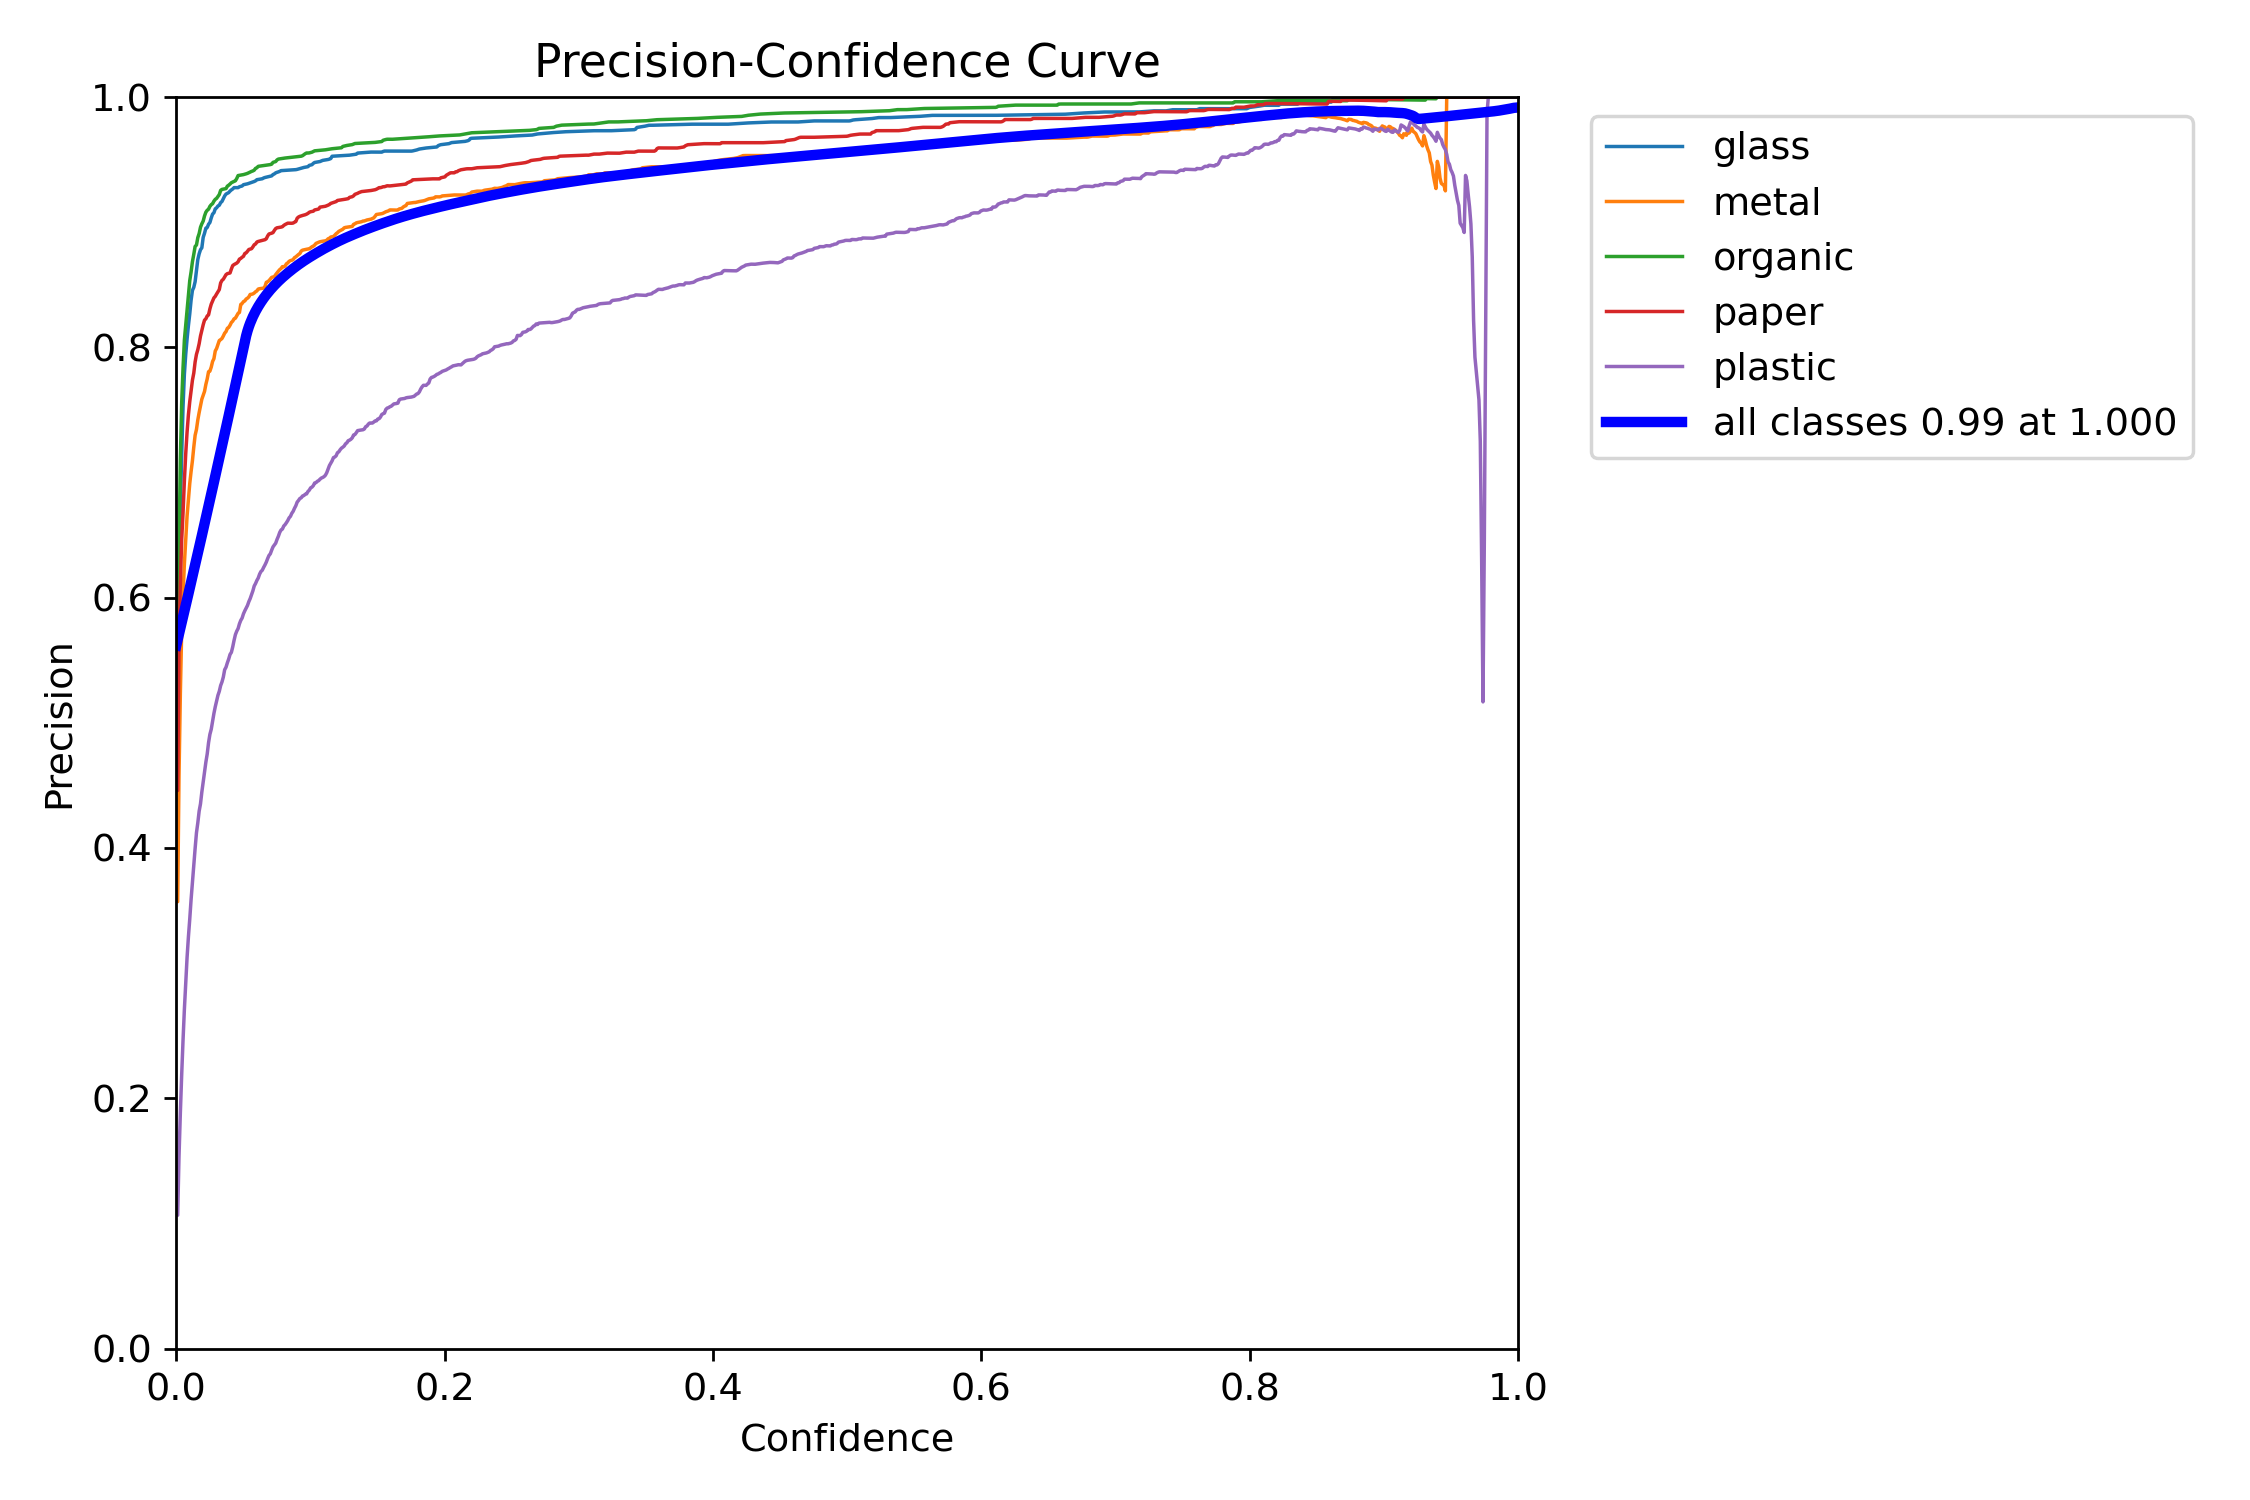 Precision-Confidence Curve
1.0
0.8
0.6
0.4
0.2
0.0
Precision
0.0 0.2 0.4 0.6 0.8 1.0
Confidence
glass
metal
organic
paper
plastic
all classes 0.99 at 1.000